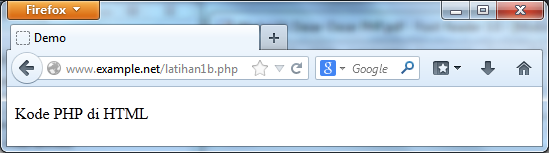 Firefox
Demo
www.example.net/latihan1b.php
Google
Kode PHP di HTML